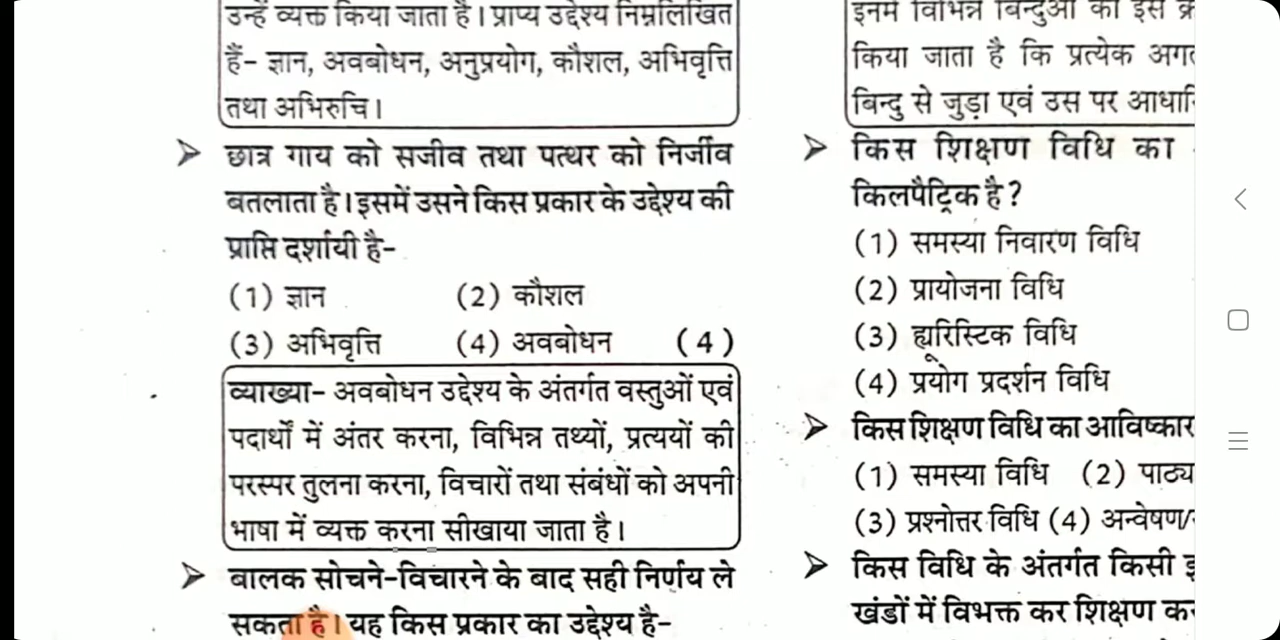 उन्हें व्यक्त किया जाता है। प्राप्य उद्देश्य निम्नलिखित
हैं- ज्ञान, अवबोधन, अनुप्रयोग, कौशल, अभिवृत्ति
तथा अभिरुचि।
➢ छात्र गाय को सजीव तथा पत्थर को निर्जीव
बतलाता है। इसमें उसने किस प्रकार के उद्देश्य की
प्राप्ति दर्शायी है-
(1) ज्ञान (2) कौशल
(3) अभिवृत्ति (4) अवबोधन (4)
व्याख्या- अवबोधन उद्देश्य के अंतर्गत वस्तुओं एवं
पदार्थों में अंतर करना, विभिन्न तथ्यों, प्रत्ययों की
परस्पर तुलना करना, विचारों तथा संबंधों को अपनी
भाषा में व्यक्त करना सीखाया जाता है।
➢ बालक सोचने-विचारने के बाद सही निर्णय ले
सकता है। यह किस प्रकार का उद्देश्य है-
इनमें विभिन्न बिन्दुओं को इस
किया जाता है कि प्रत्येक
बिन्दु से जुड़ा एवं उस पर
➢ किस शिक्षण विधि का
किलपैट्रिक है?
(1) समस्या निवारण विधि
(2) प्रायोजना विधि
(3) ह्यूरिस्टिक विधि
(4) प्रयोग प्रदर्शन विधि
➢ किस शिक्षण विधि का आविष्कार
(1) समस्या विधि (2) पाठ्य
(3) प्रश्नोत्तर विधि (4) अन्वेषण/
➢ किस विधि के अंतर्गत किसी
खंडों में विभक्त कर शिक्षण